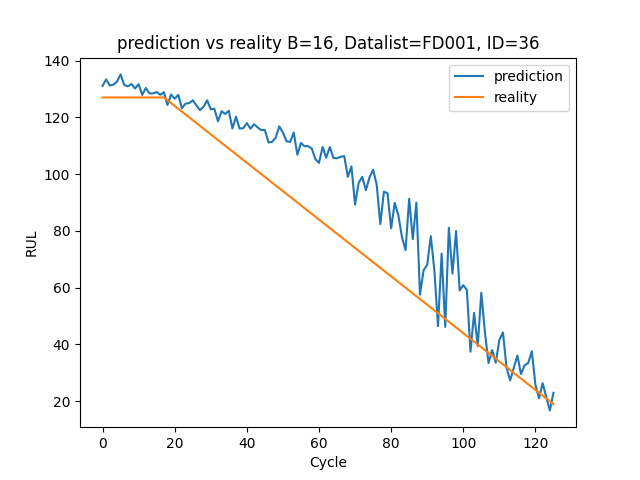 prediction vs reality B=16, Datalist=FD001, ID=36
prediction
reality
140
120
100
80
60
40
20
RUL
0 20 40 60 80 100 120
Cycle